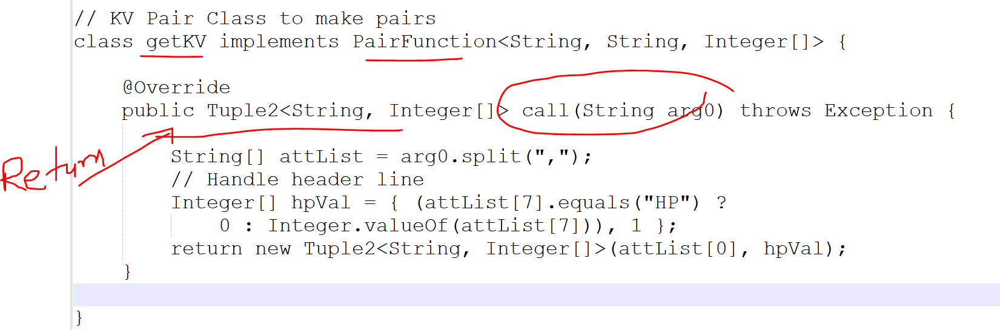 // KV Pair Class to make pairs
class getKV implements PairFunction<String, String, Integer[]> {
@Override
public Tuple2<String, Integer[]> call(String arg0) throws Exception {
String[] attList = arg0.split(",");
Return
// Handle header line
Integer[] hpVal = { (attList[7].equals("HP") ?
0 : Integer.valueOf(attList[7])), 1 };
return new Tuple2<String, Integer[]>(attList[0], hpVal);
}
}